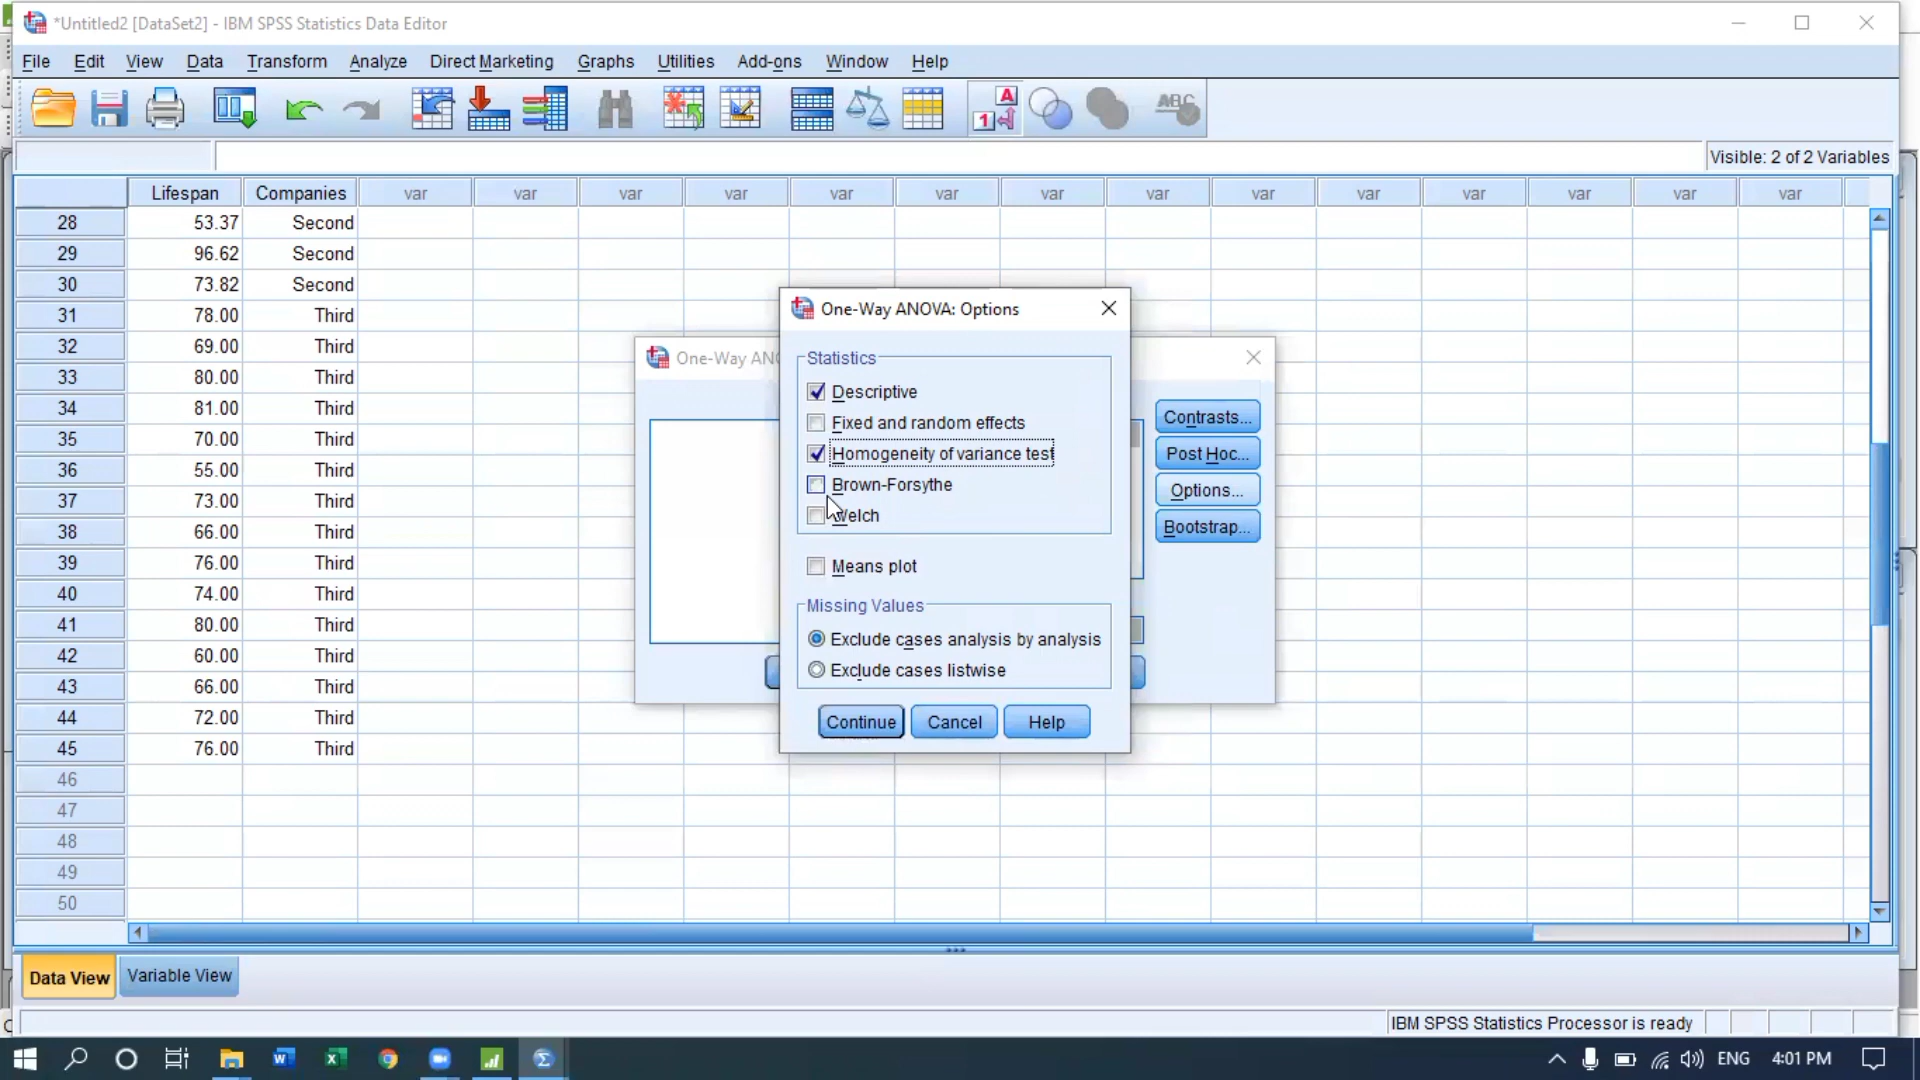 *Untitled2 [DataSet2] - IBM SPSS Statistics Data Editor
File Edit View Data Transform Analyze Direct Marketing Graphs Utilities Add-ons Window Help
Visible: 2 of 2 Variables
Lifespan Companies var var var var var var var var var var var var var var
28 53.37 Second
29 96.62 Second
30 73.82 Second
31 78.00 Third
32 69.00 Third
33 80.00 Third
34 81.00 Third
35 70.00 Third
36 55.00 Third
37 73.00 Third
38 66.00 Third
39 76.00 Third
40 74.00 Third
41 80.00 Third
42 60.00 Third
43 66.00 Third
44 72.00 Third
45 76.00 Third
46
47
48
49
50
One-Way ANO
Contrasts...
Post Hoc...
Options...
Bootstrap...
One-Way ANOVA: Options
Statistics
Descriptive
Fixed and random effects
Homogeneity of variance test
Brown-Forsythe
Welch
Means plot
Missing Values
Exclude cases analysis by analysis
Exclude cases listwise
Continue Cancel Help
Data View Variable View
IBM SPSS Statistics Processor is ready
ENG 4:01 PM